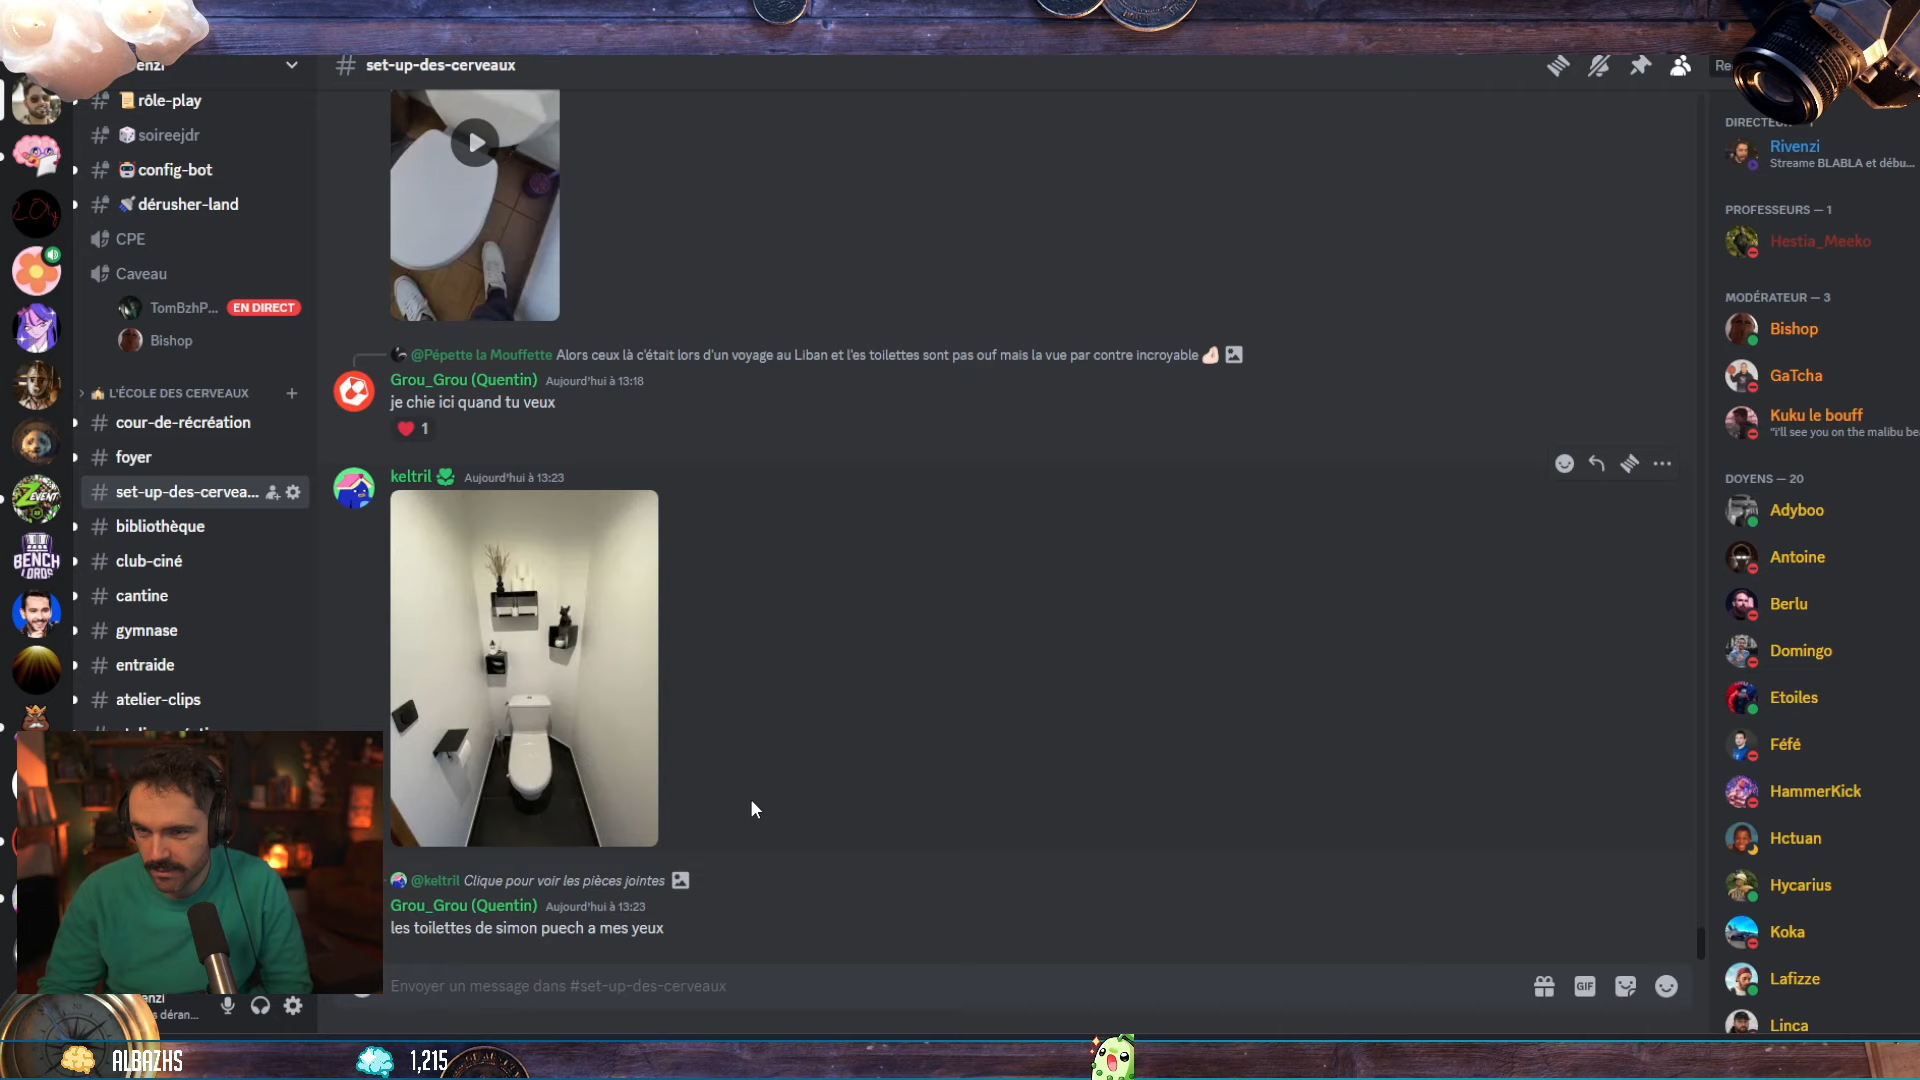 enzi
rôle-play
soireejdr
config-bot
dérusher-land
CPE
Caveau
TomBzhP... EN DIRECT
Bishop
L'ÉCOLE DES CERVEAUX
cour-de-récréation
foyer
set-up-des-cervea...
bibliothèque
club-ciné
cantine
gymnase
entraide
atelier-clips
ZEVENT
BENCH
LORDS
enzi
s déran...
# set-up-des-cerveaux
@Pépette la Mouffette Alors ceux là c'était lors d'un voyage au Liban et l'es toilettes sont pas ouf mais la vue par contre incroyable
Grou_Grou (Quentin) Aujourd'hui à 13:18
je chie ici quand tu veux
1
keltril Aujourd'hui à 13:23
@keltril Clique pour voir les pièces jointes
Grou_Grou (Quentin) Aujourd'hui à 13:23
les toilettes de simon puech a mes yeux
Envoyer un message dans #set-up-des-cerveaux
GIF
Re
Rivenzi
Streame BLABLA et débu...
PROFESSEURS — 1
Hestia_Meeko
MODÉRATEUR — 3
Bishop
GaTcha
Kuku le bouff
"i'll see you on the malibu be
DOYENS — 20
Adyboo
Antoine
Berlu
Domingo
Etoiles
Féfé
HammerKick
Hctuan
Hycarius
Koka
Lafizze
Linca
ALBAZHS
1,215